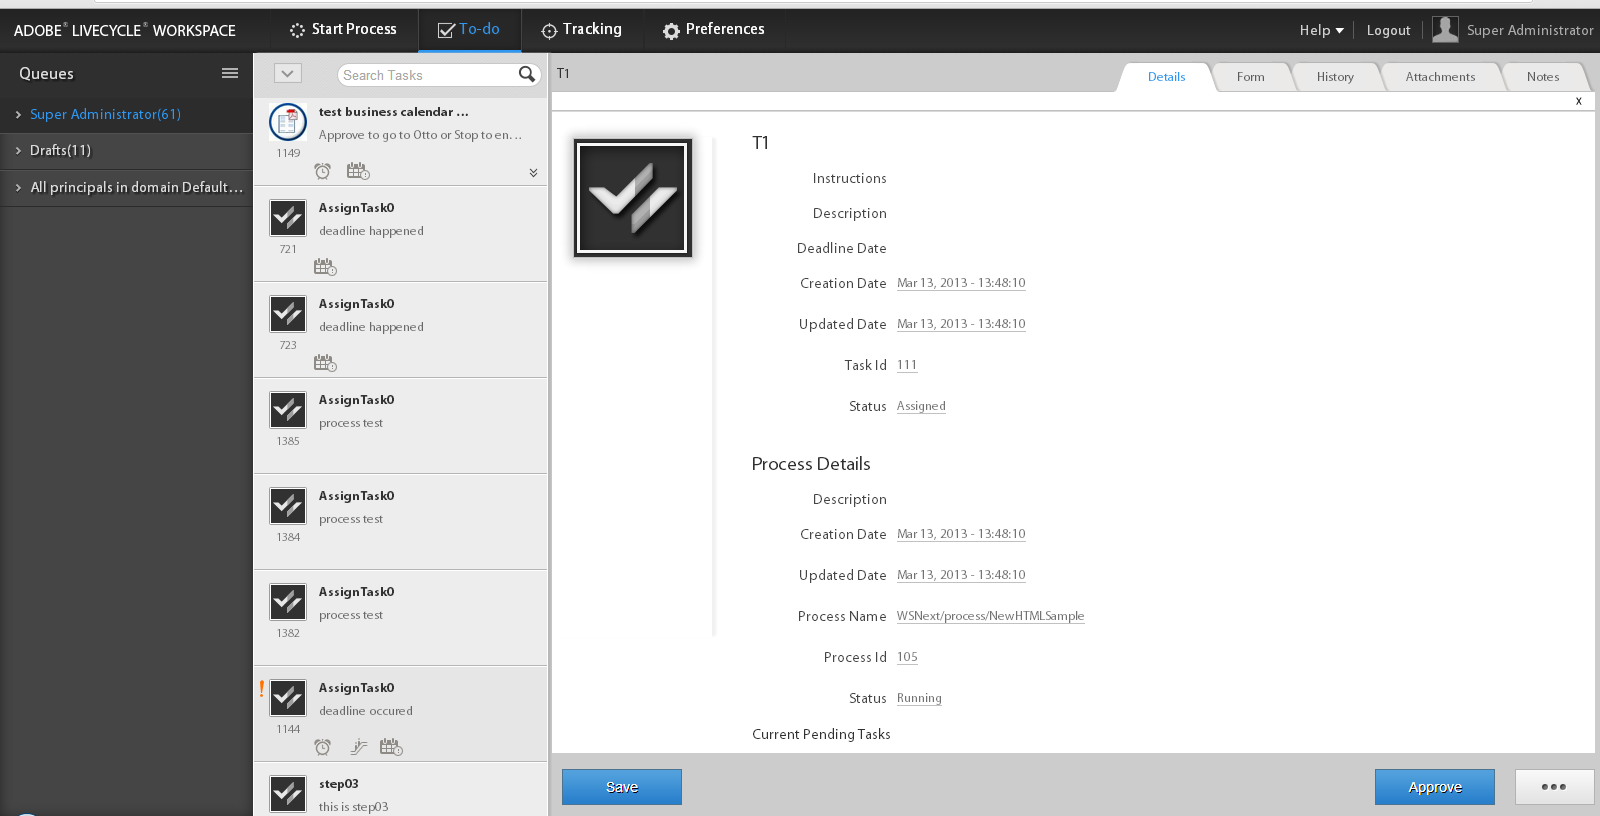 ADOBE® LIVECYCLE® WORKSPACE
Start Process
To-do
Tracking
Preferences
Help
Logout
Super Administrator
Queues
Super Administrator(61)
Drafts(11)
All principals in domain Default...
Search Tasks
test business calendar ...
Approve to go to Otto or Stop to en...
1149
AssignTask0
deadline happened
721
AssignTask0
deadline happened
723
AssignTask0
process test
1385
AssignTask0
process test
1384
AssignTask0
process test
1382
AssignTask0
deadline occured
1144
step03
this is step03
T1
Details
Form
History
Attachments
Notes
x
T1
Instructions
Description
Deadline Date
Creation Date Mar 13, 2013 - 13:48:10
Updated Date Mar 13, 2013 - 13:48:10
Task Id 111
Status Assigned
Process Details
Description
Creation Date Mar 13, 2013 - 13:48:10
Updated Date Mar 13, 2013 - 13:48:10
Process Name WSNext/process/NewHTMLSample
Process Id 105
Status Running
Current Pending Tasks
Save
Approve